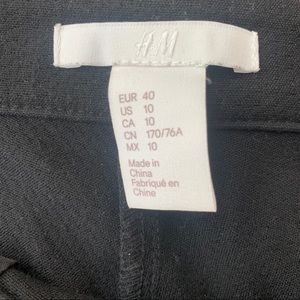 H&M
EUR 40
US 10
CA 10
CN 170/76A
MX 10
Made in
China
Fabriqué en
Chine